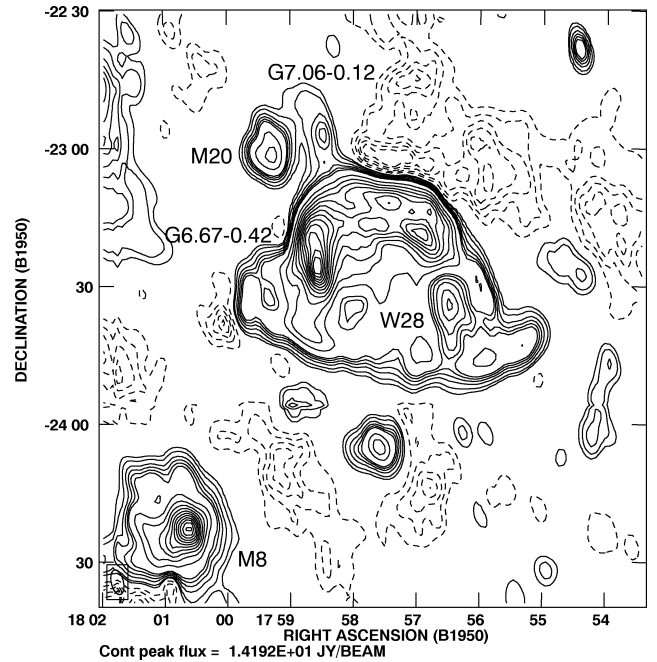 -22 30
G7.06-0.12
M20
-23 00
G6.67-0.42
DECLINATION (B1950)
30
W28
-24 00
M8
30
18 02 01 00 17 59 58 57 56 55 54
RIGHT ASCENSION (B1950)
Cont peak flux = 1.4192E+01 JY/BEAM